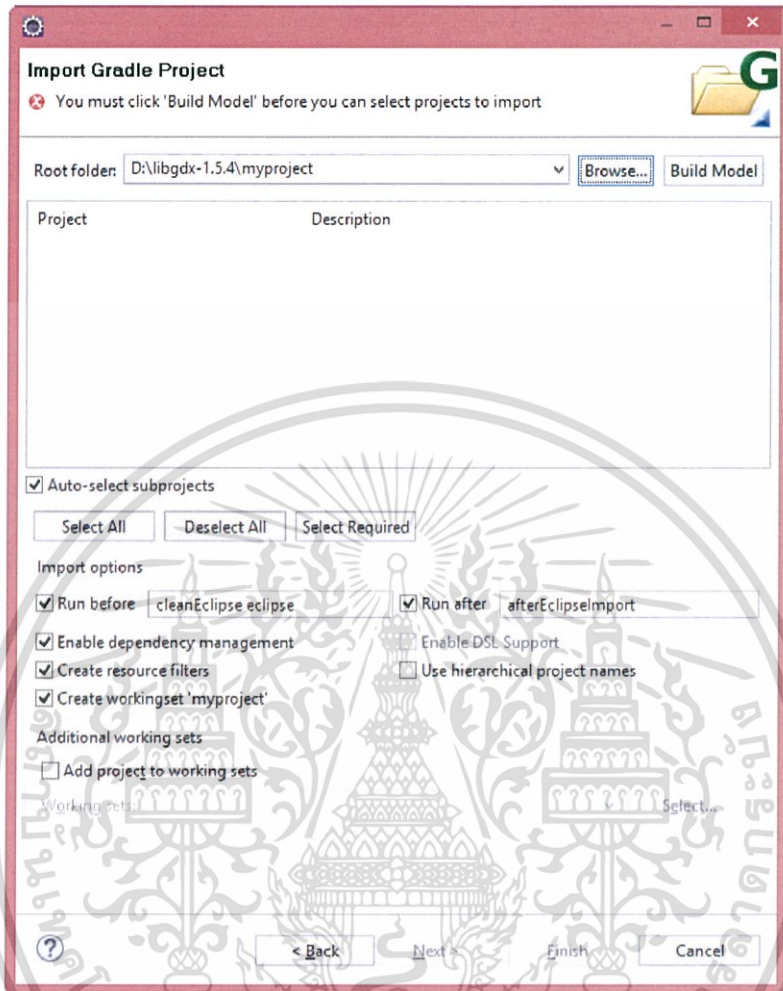 Import Gradle Project
You must click 'Build Model' before you can select projects to import
G
Root folder: D:\libgdx-1.5.4\myproject Browse... Build Model
Project Description
Auto-select subprojects
Select All Deselect All Select Required
Import options
Run before cleanEclipse eclipse Run after afterEclipseImport
Enable dependency management Enable DSL Support
Create resource filters Use hierarchical project names
Create workingset 'myproject'
Additional working sets
Add project to working sets
Working sets: Select...
? < Back Next > Finish Cancel